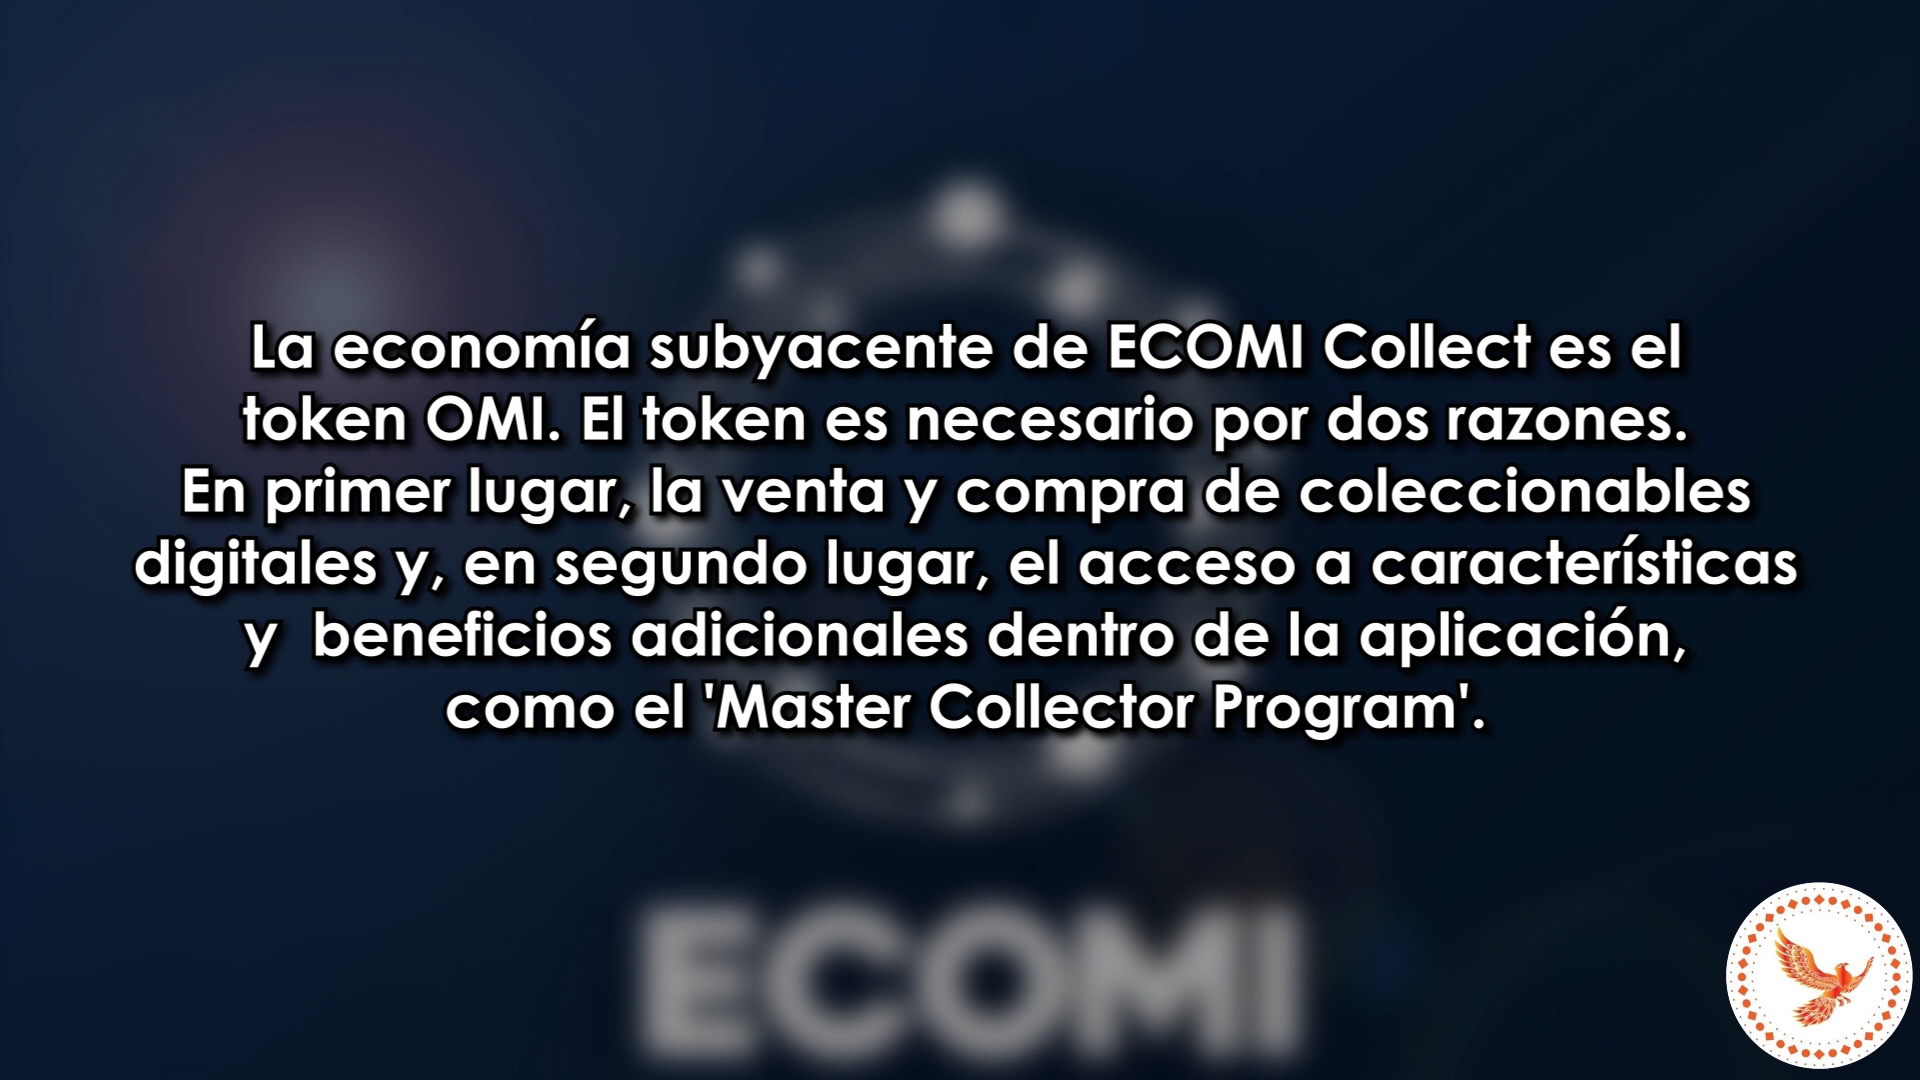 La economía subyacente de ECOMI Collect es el
token OMI. El token es necesario por dos razones.
En primer lugar, la venta y compra de coleccionables
digitales y, en segundo lugar, el acceso a características
y  beneficios adicionales dentro de la aplicación,
como el 'Master Collector Program'.
ECOMI